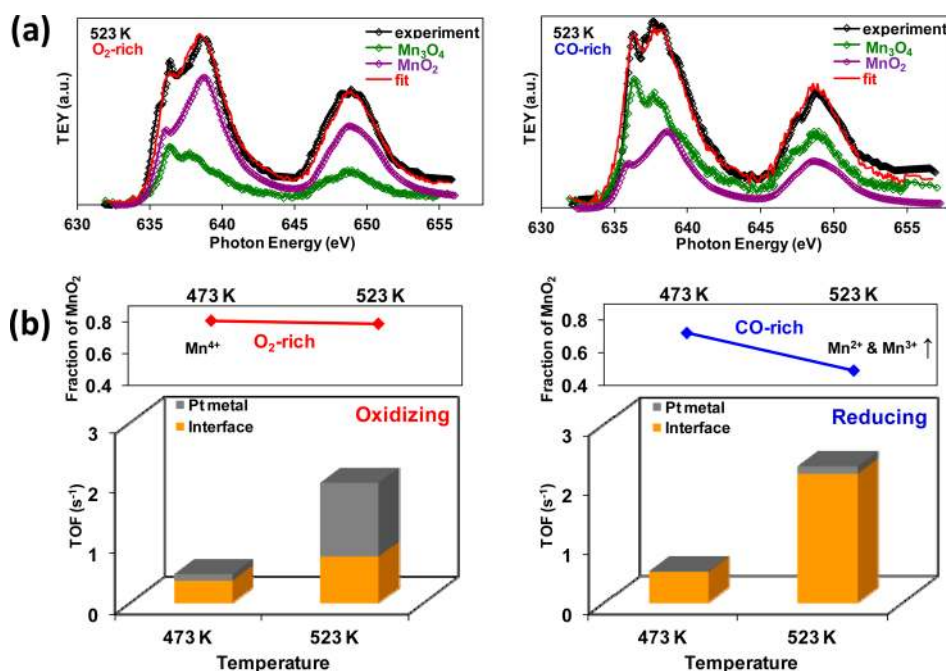 (a)
523 K
O₂-rich
experiment
Mn₃O₄
MnO₂
fit
TEY (a.u.)
630 635 640 645 650 655
Photon Energy (eV)
523 K
CO-rich
experiment
Mn₃O₄
MnO₂
fit
TEY (a.u.)
630 635 640 645 650 655
Photon Energy (eV)
(b)
473 K 523 K
Fraction of MnO₂
0.8
0.6
0.4
O₂-rich
Mn⁴⁺
473 K 523 K
Fraction of MnO₂
0.8
0.6
0.4
CO-rich
Mn²⁺ & Mn³⁺ ↑
Pt metal
Interface
Oxidizing
TOF (s⁻¹)
3
2
1
0
473 K 523 K
Temperature
Pt metal
Interface
Reducing
TOF (s⁻¹)
3
2
1
0
473 K 523 K
Temperature